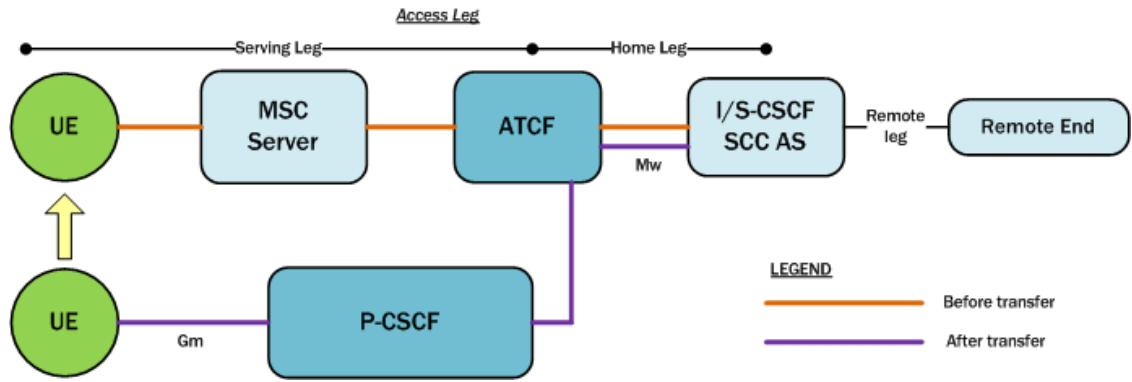 Access Leg
Serving Leg
Home Leg
UE
MSC
Server
ATCF
I/S-CSCF
SCC AS
Remote
leg
Remote End
Mw
UE
Gm
P-CSCF
LEGEND
Before transfer
After transfer